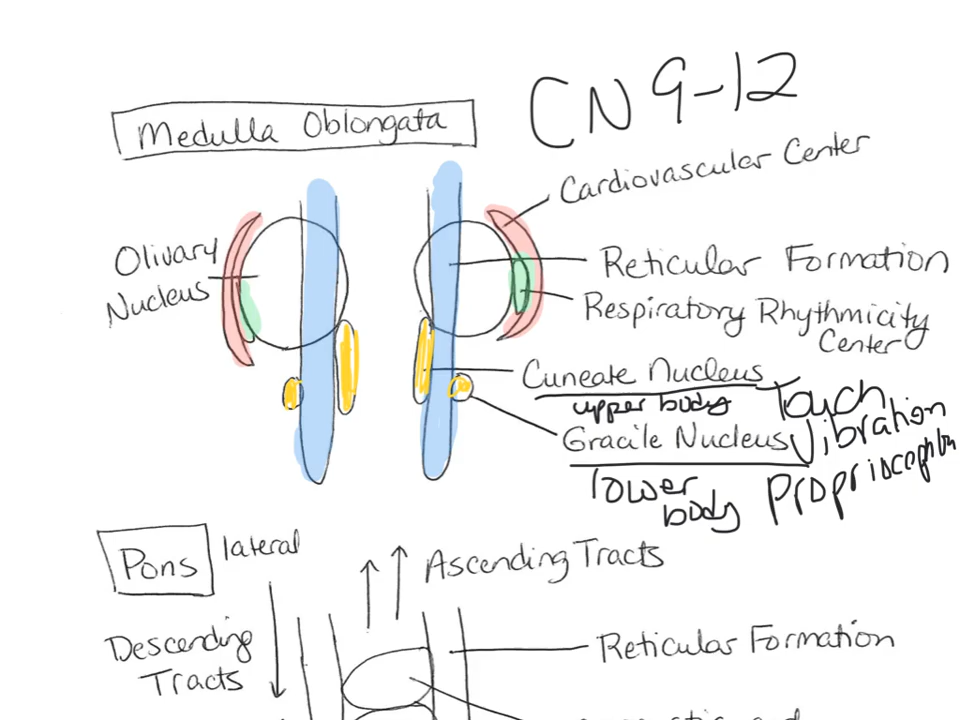 CN 9-12
Medulla Oblongata
Cardiovascular Center
Olivary
Nucleus
Reticular Formation
Respiratory Rhythmicity
Center
Cuneate Nucleus
upper body
Touch
Vibration
Gracile Nucleus
lower
body
Proprioception
Pons
lateral
Ascending Tracts
Descending
Tracts
Reticular Formation
and